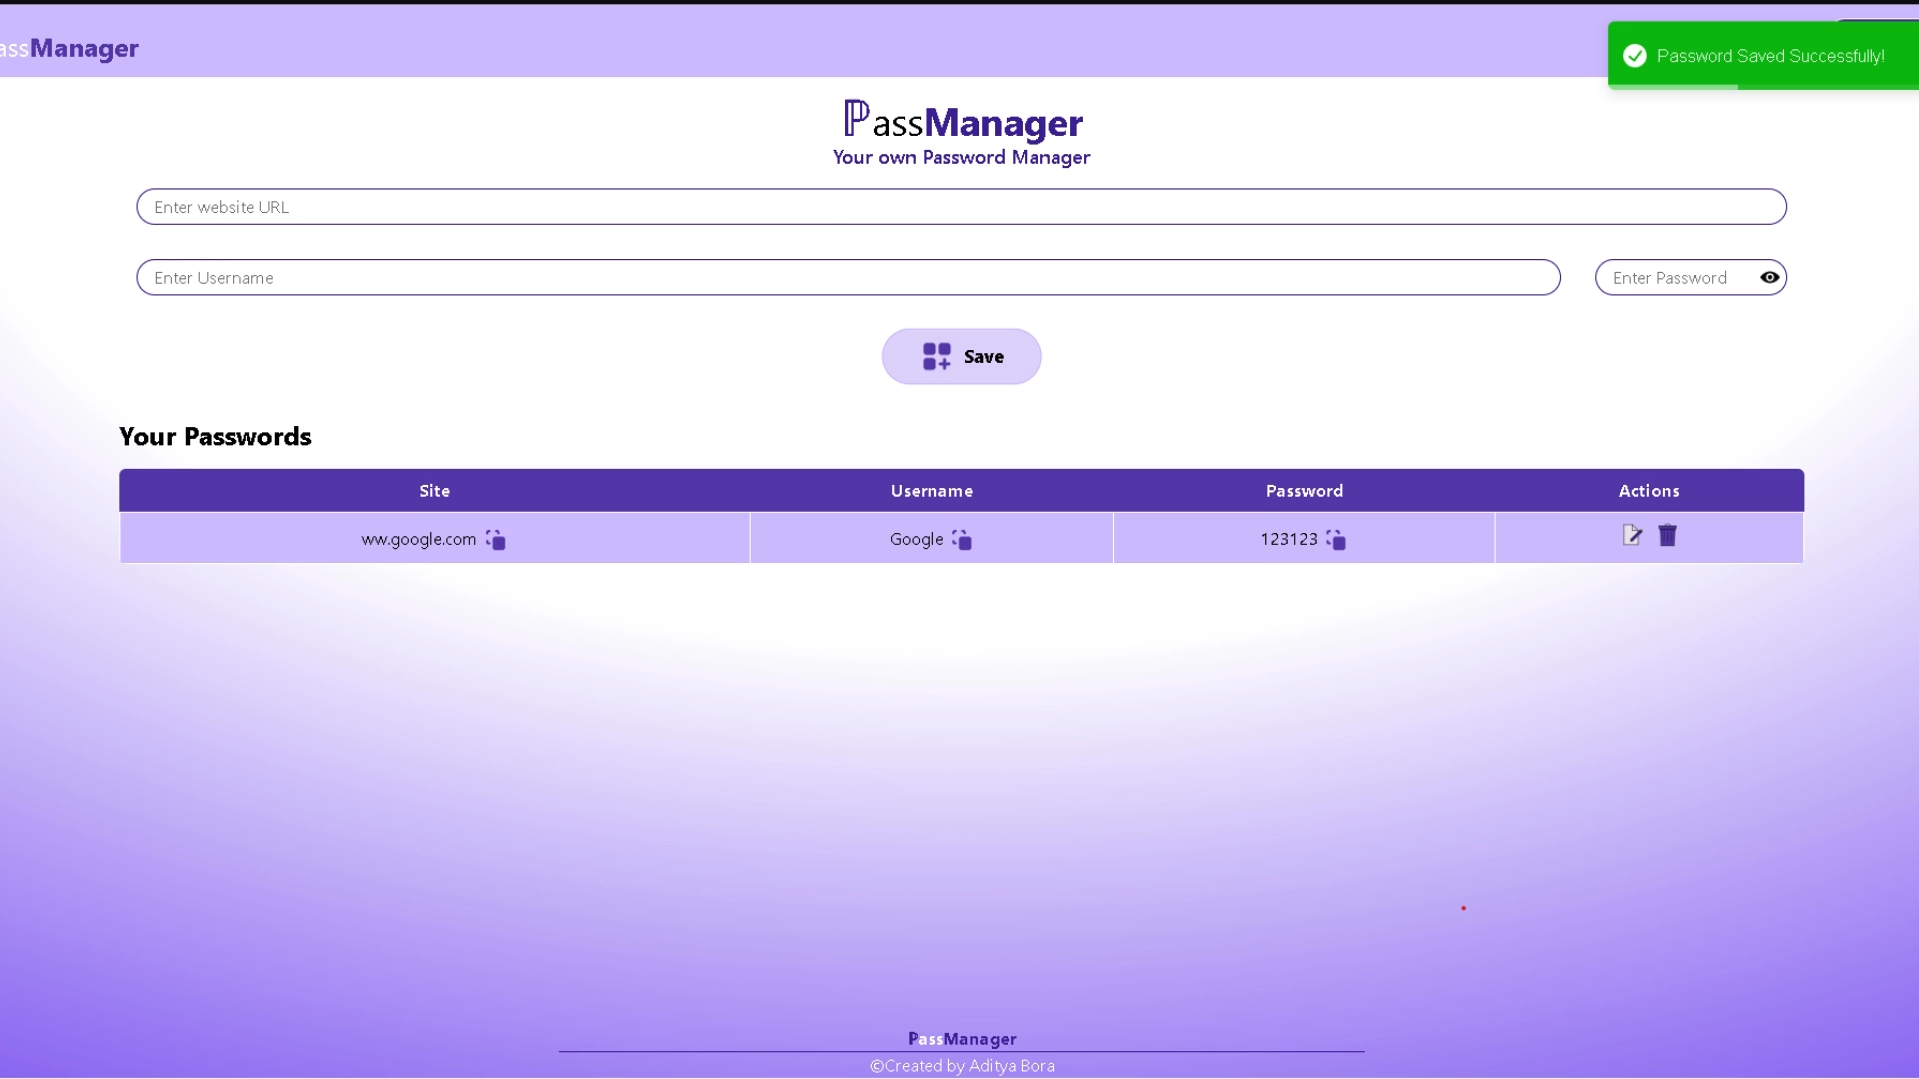 assManager
Password Saved Successfully!
PassManager
Your own Password Manager
Enter website URL
Enter Username
Enter Password
Save
Your Passwords
Site Username Password Actions
ww.google.com Google 123123
PassManager
©Created by Aditya Bora